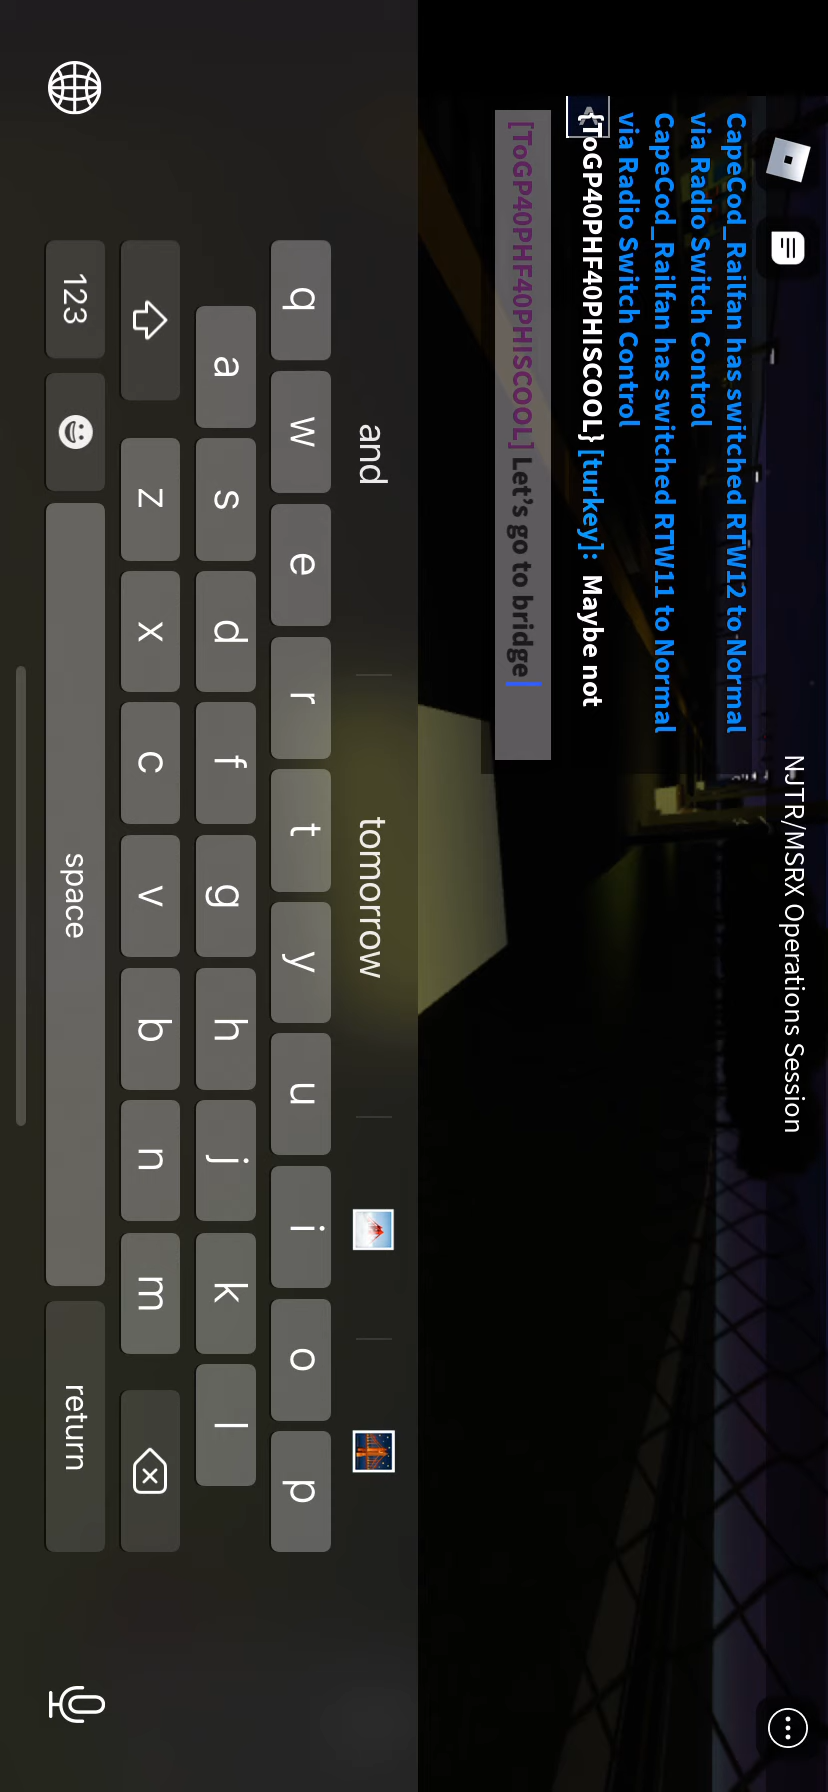 NJTR/MSRX Operations Session
CapeCod_Railfan has switched RTW12 to Normal
via Radio Switch Control
CapeCod_Railfan has switched RTW11 to Normal
via Radio Switch Control
{ToGP40PHF40PHISCOOL} [turkey]: Maybe not
[ToGP40PHF40PHISCOOL] Let's go to bridge
and tomorrow
q w e r t y u i o p
a s d f g h j k l
z x c v b n m
123 space return